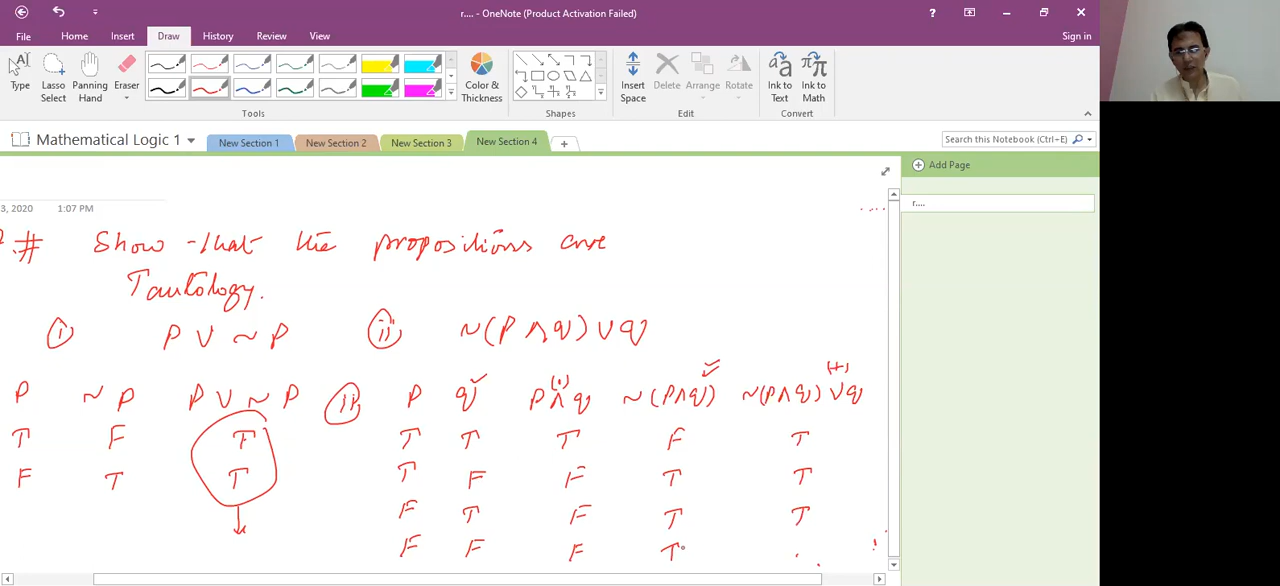 r.... - OneNote (Product Activation Failed)
File Home Insert Draw History Review View Sign in
Type Lasso Select Panning Hand Eraser Color & Thickness Insert Space Delete Arrange Rotate Ink to Text Ink to Math
Tools Shapes Edit Convert
Mathematical Logic 1 New Section 1 New Section 2 New Section 3 New Section 4 Search this Notebook (Ctrl+E)
Add Page
r....
3, 2020 1:07 PM
# Show that the propositions are
Tautology.
(i) P ∨ ~ P (ii) ~(P ∧ q) ∨ q
P ~ P P ∨ ~ P (ii) P q P ∧ q ~(P∧q) ~(P∧q) ∨ q
T F T T T T F T
F T T T F F T T
F T F T T
F F F T